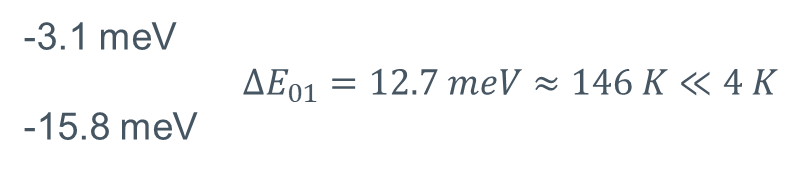 -3.1 meV
ΔE₀₁ = 12.7 meV ≈ 146 K ≪ 4 K
-15.8 meV